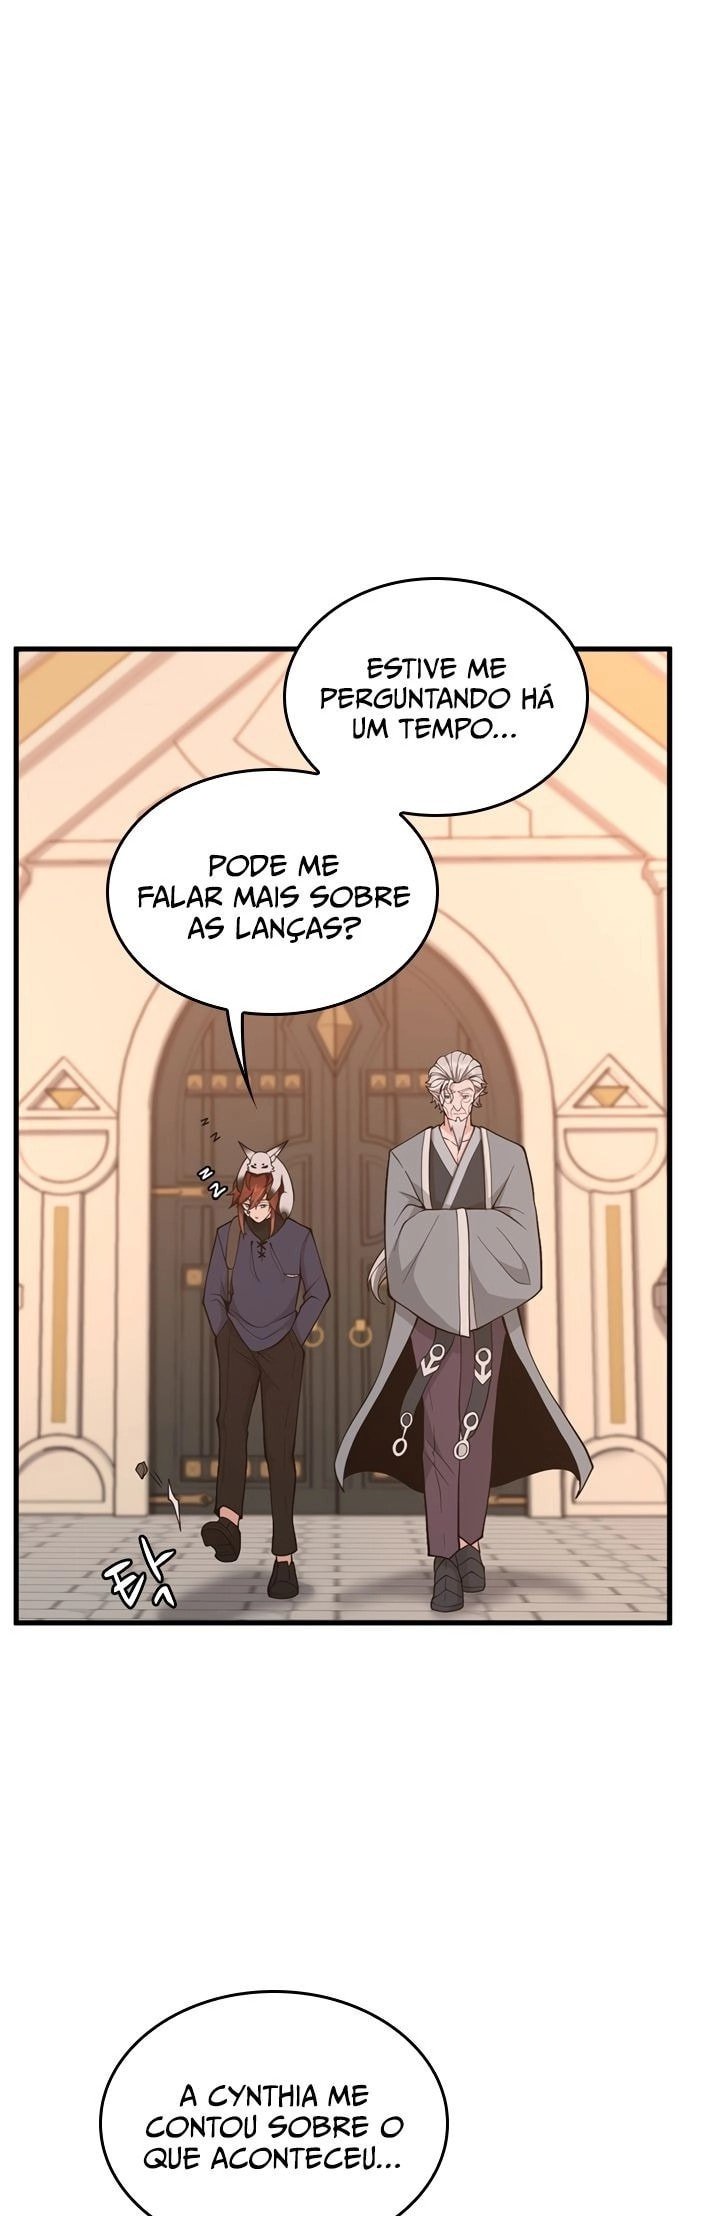 ESTIVE ME
PERGUNTANDO HÁ
UM TEMPO...
PODE ME
FALAR MAIS SOBRE
AS LANÇAS?
Z
Z
Z
Z
탁
A CYNTHIA ME
CONTOU SOBRE O
QUE ACONTECEU...